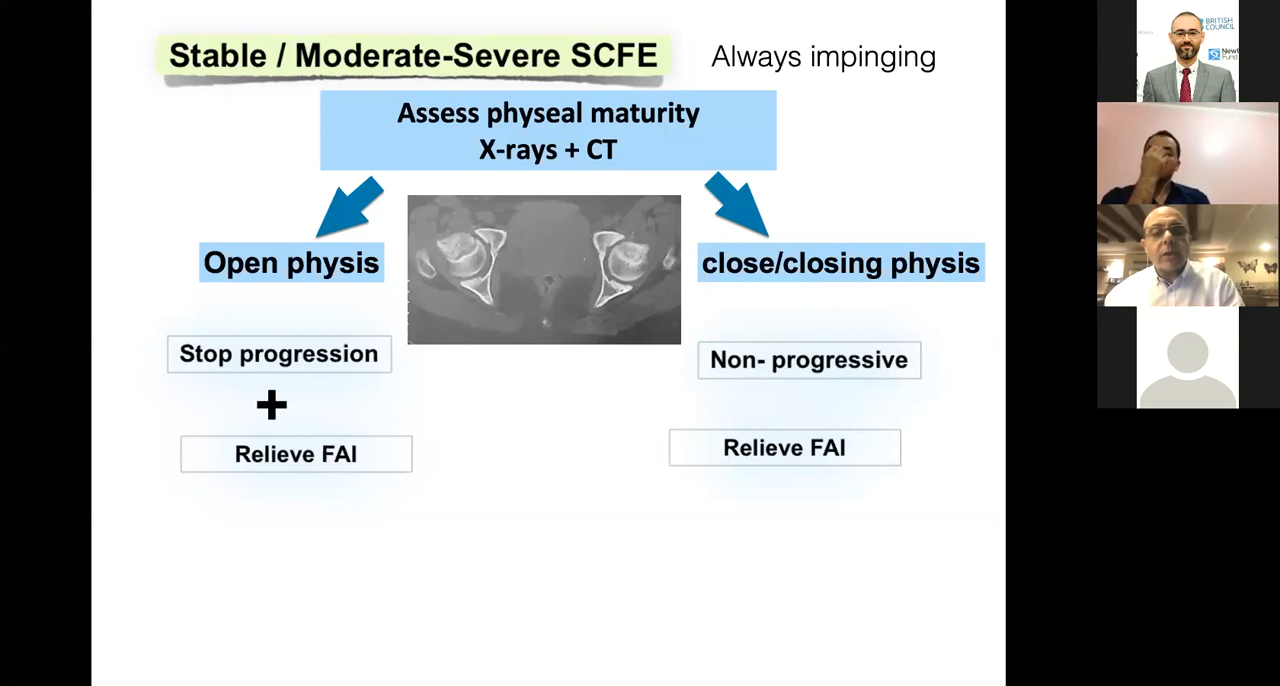 Stable / Moderate-Severe SCFE
Always impinging
Assess physeal maturity
X-rays + CT
Open physis
close/closing physis
Stop progression
+
Relieve FAI
Non- progressive
Relieve FAI
BRITISH
COUNCIL
Fund